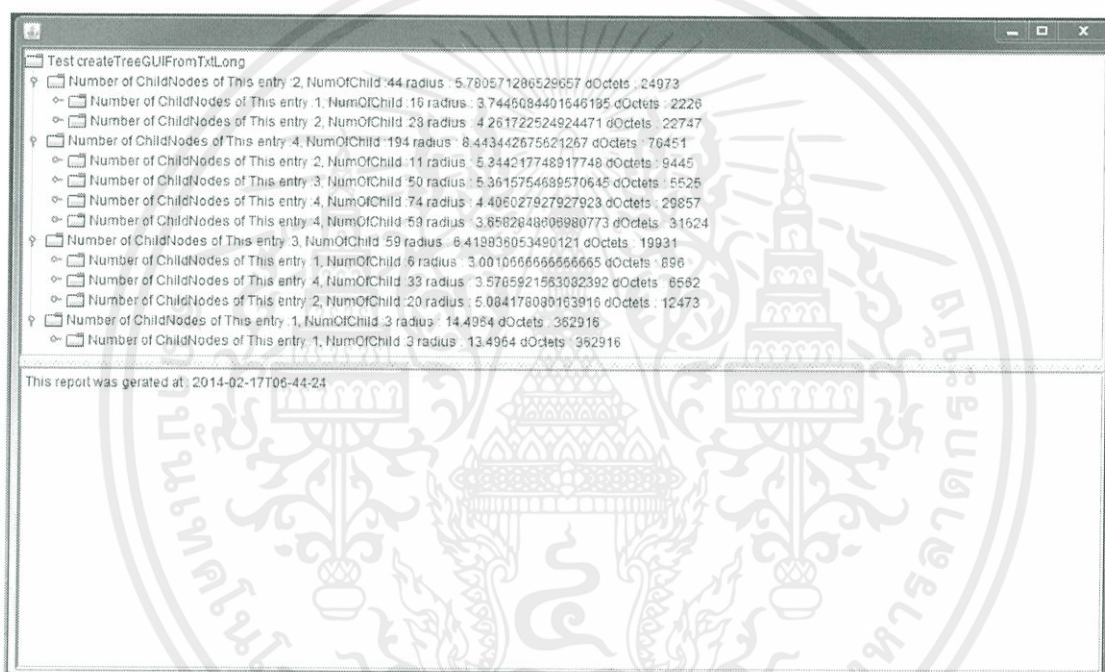 Test createTreeGUIFromTxtLong
Number of ChildNodes of This entry :2, NumOfChild :44 radius : 5.780571286529657 dOctets : 24973
Number of ChildNodes of This entry :1, NumOfChild :16 radius : 3.7446084401646185 dOctets : 2226
Number of ChildNodes of This entry :2, NumOfChild :28 radius : 4.261722524924471 dOctets : 22747
Number of ChildNodes of This entry :4, NumOfChild :194 radius : 8.443442675621267 dOctets : 76451
Number of ChildNodes of This entry :2, NumOfChild :11 radius : 5.344217748917748 dOctets : 9445
Number of ChildNodes of This entry :3, NumOfChild :50 radius : 5.3615754689570645 dOctets : 5525
Number of ChildNodes of This entry :4, NumOfChild :74 radius : 4.406027927927928 dOctets : 29857
Number of ChildNodes of This entry :4, NumOfChild :59 radius : 3.6582848606980773 dOctets : 31624
Number of ChildNodes of This entry :3, NumOfChild :59 radius : 6.419836053490121 dOctets : 19931
Number of ChildNodes of This entry :1, NumOfChild :6 radius : 3.0010666666666665 dOctets : 896
Number of ChildNodes of This entry :4, NumOfChild :33 radius : 3.5785921563082392 dOctets : 6562
Number of ChildNodes of This entry :2, NumOfChild :20 radius : 5.084178080163916 dOctets : 12473
Number of ChildNodes of This entry :1, NumOfChild :3 radius : 14.4964 dOctets : 362916
Number of ChildNodes of This entry :1, NumOfChild :3 radius : 13.4964 dOctets : 362916
This report was gerated at : 2014-02-17T06-44-24